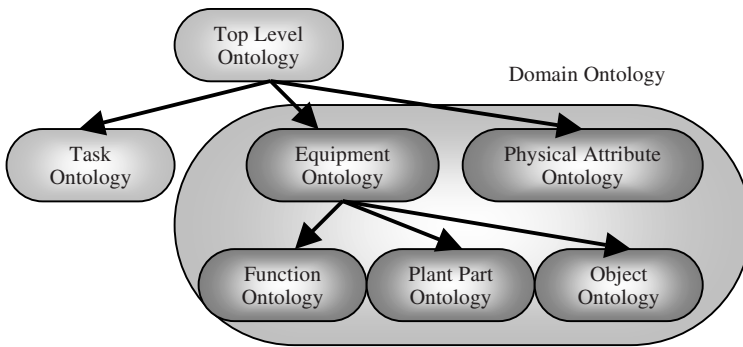 Top Level
Ontology
Domain Ontology
Task
Ontology
Equipment
Ontology
Physical Attribute
Ontology
Function
Ontology
Plant Part
Ontology
Object
Ontology